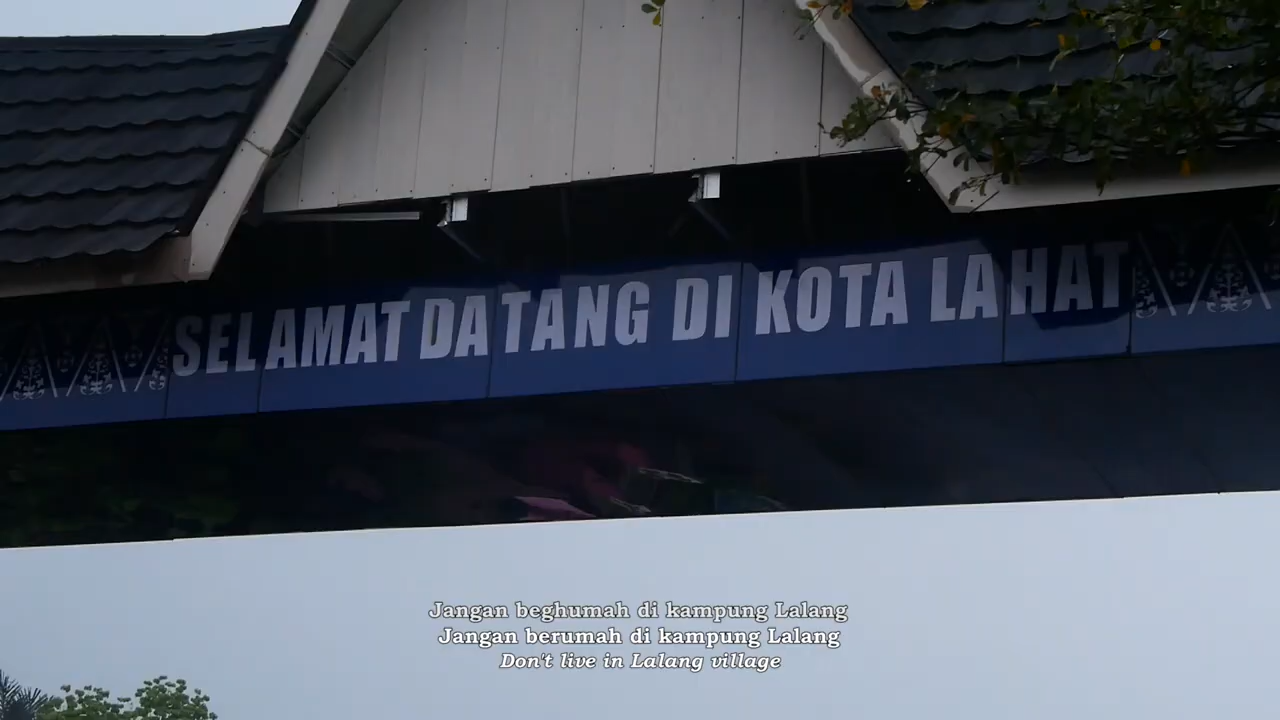 SELAMAT DATANG DI KOTA LAHAT
Jangan beghumah di kampung Lalang
Jangan berumah di kampung Lalang
Don't live in Lalang village